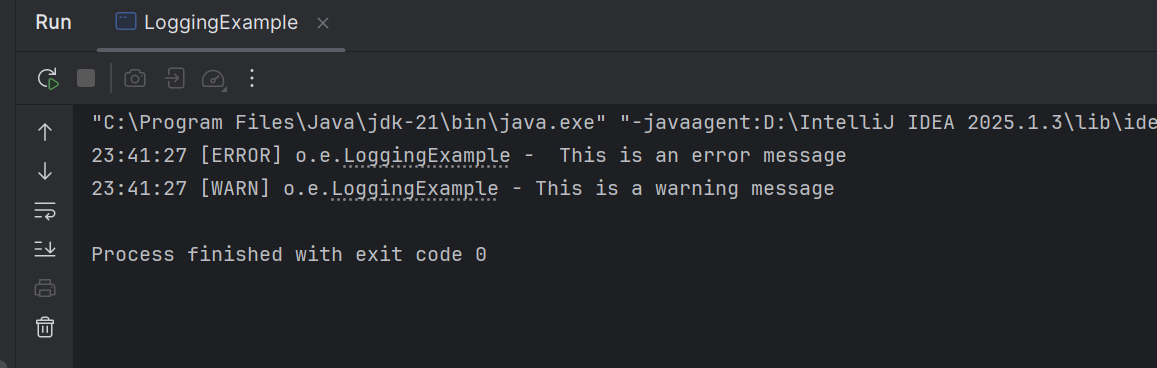 Run LoggingExample
"C:\Program Files\Java\jdk-21\bin\java.exe" "-javaagent:D:\IntelliJ IDEA 2025.1.3\lib\ide
23:41:27 [ERROR] o.e.LoggingExample -  This is an error message
23:41:27 [WARN] o.e.LoggingExample - This is a warning message
Process finished with exit code 0